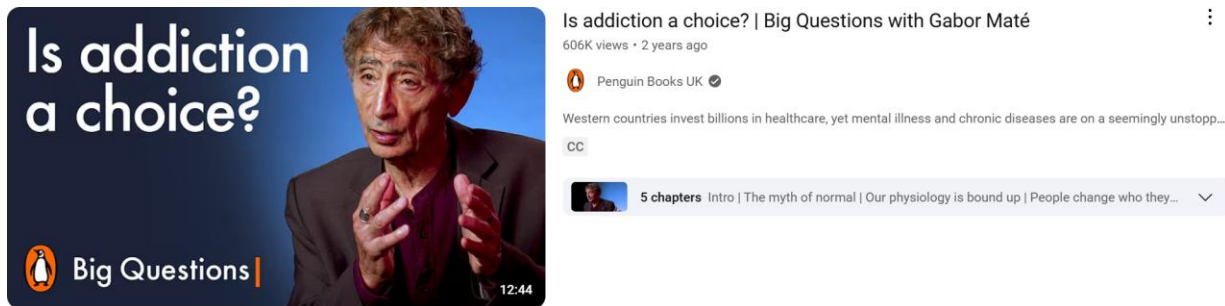 Is addiction
a choice?
Big Questions
12:44
Is addiction a choice? | Big Questions with Gabor Maté
606K views • 2 years ago
Penguin Books UK
Western countries invest billions in healthcare, yet mental illness and chronic diseases are on a seemingly unstopp...
CC
5 chapters Intro | The myth of normal | Our physiology is bound up | People change who they...